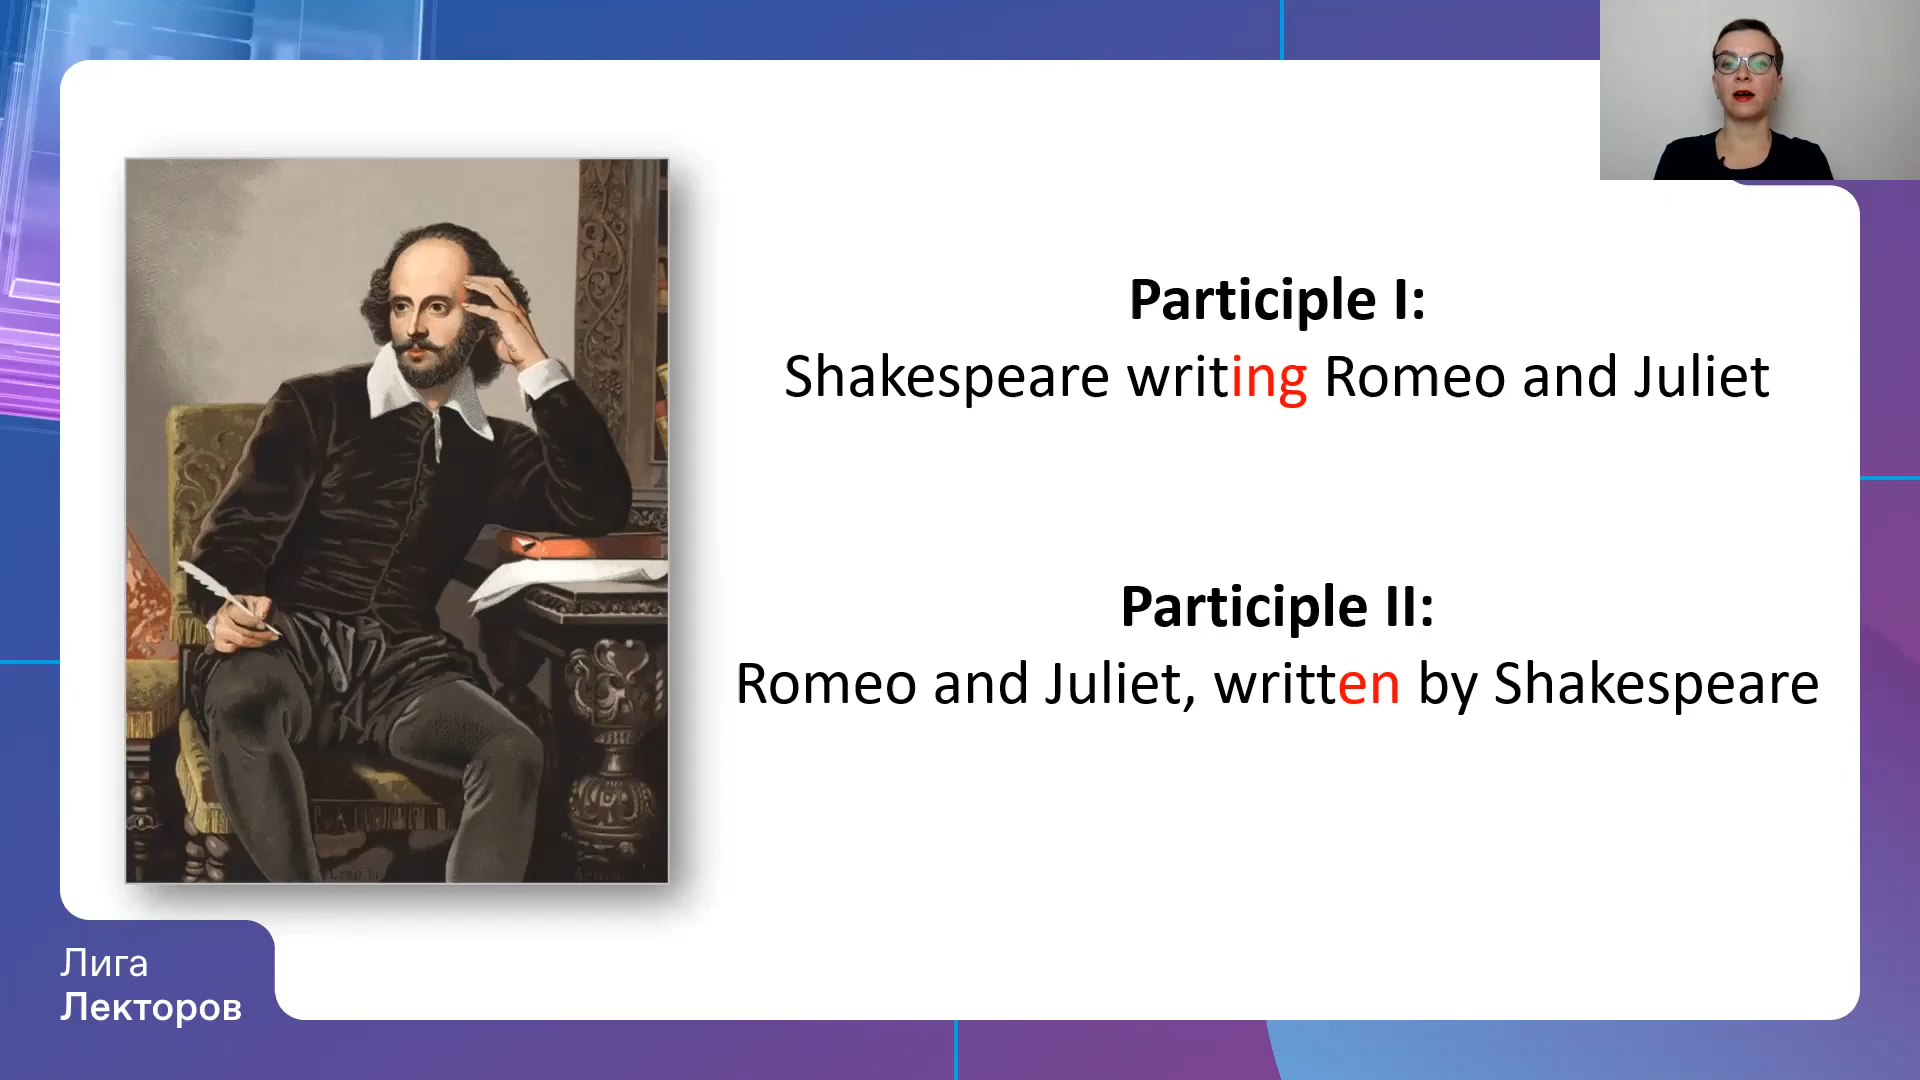 Participle I:
Shakespeare writing Romeo and Juliet
Participle II:
Romeo and Juliet, written by Shakespeare
Лига
Лекторов